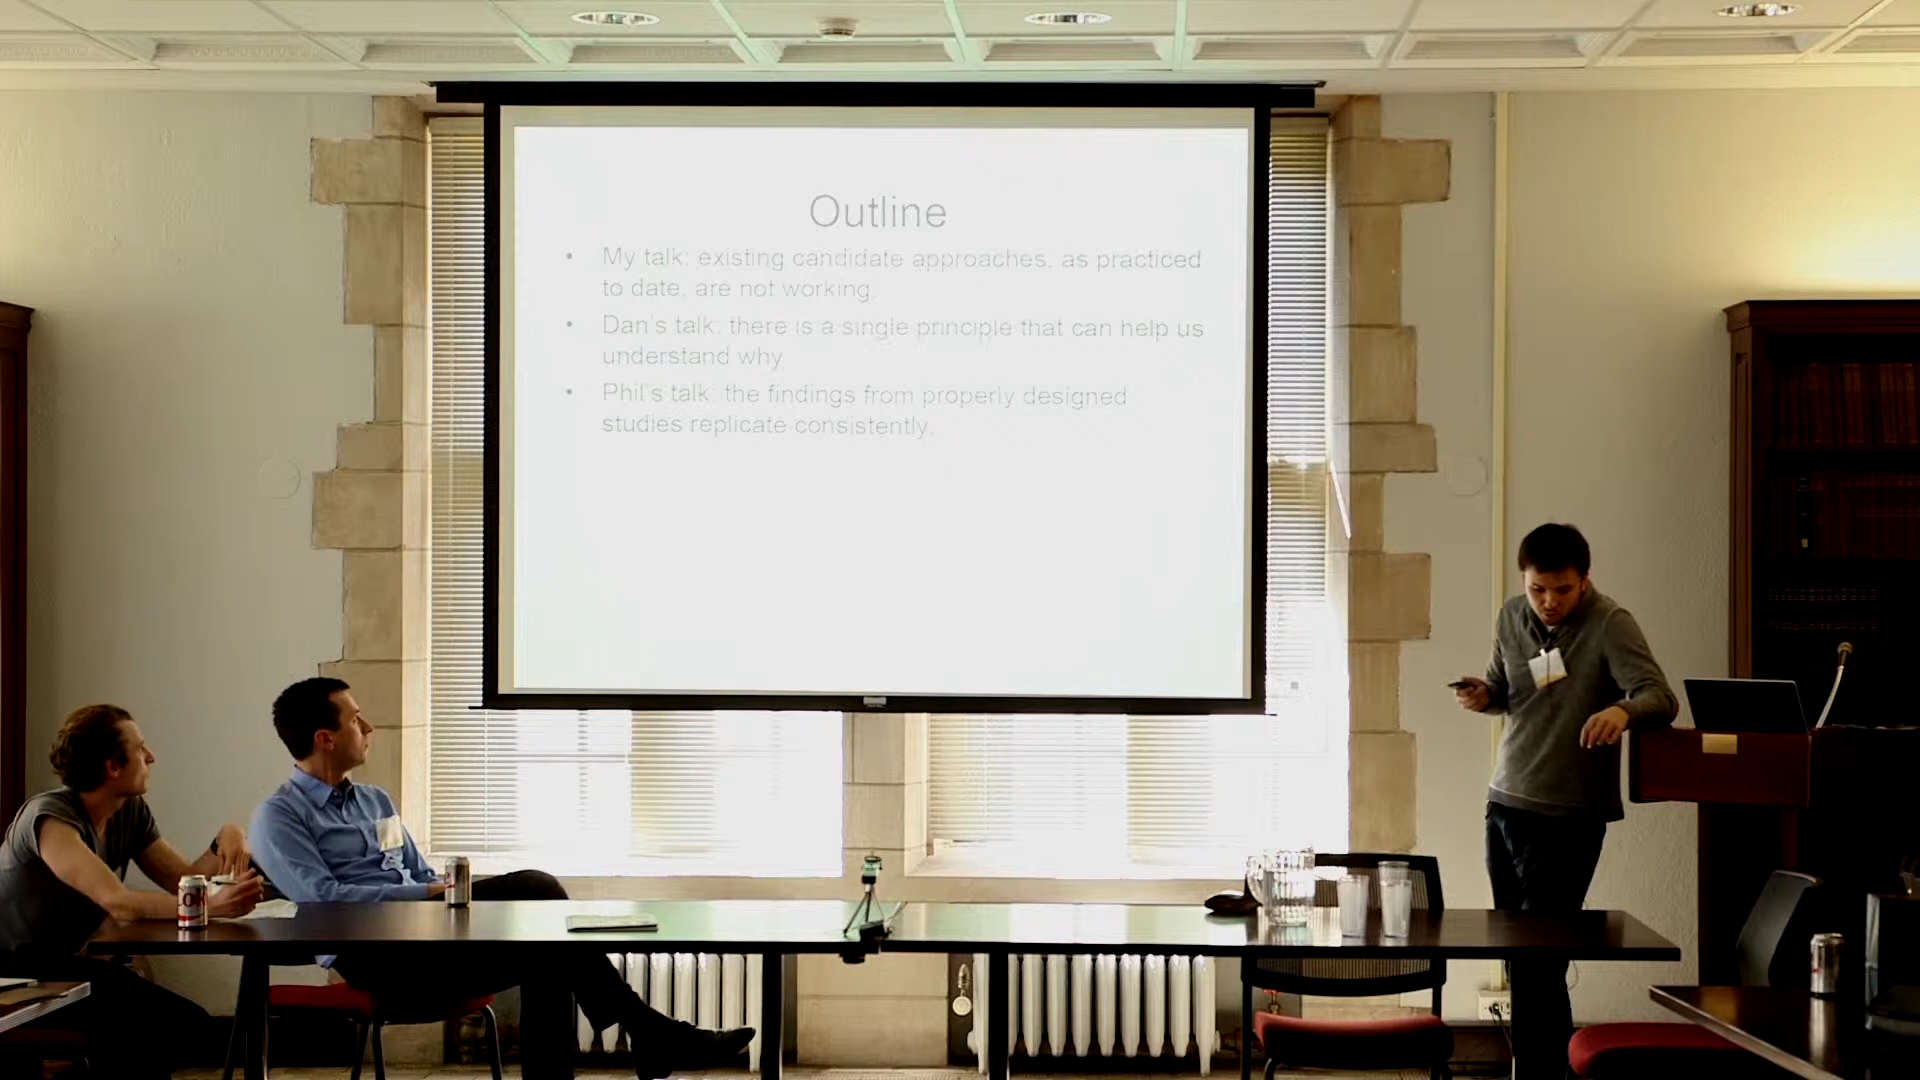 Outline
• My talk: existing candidate approaches, as practiced
to date, are not working.
• Dan's talk: there is a single principle that can help us
understand why
• Phil's talk: the findings from properly designed
studies replicate consistently.